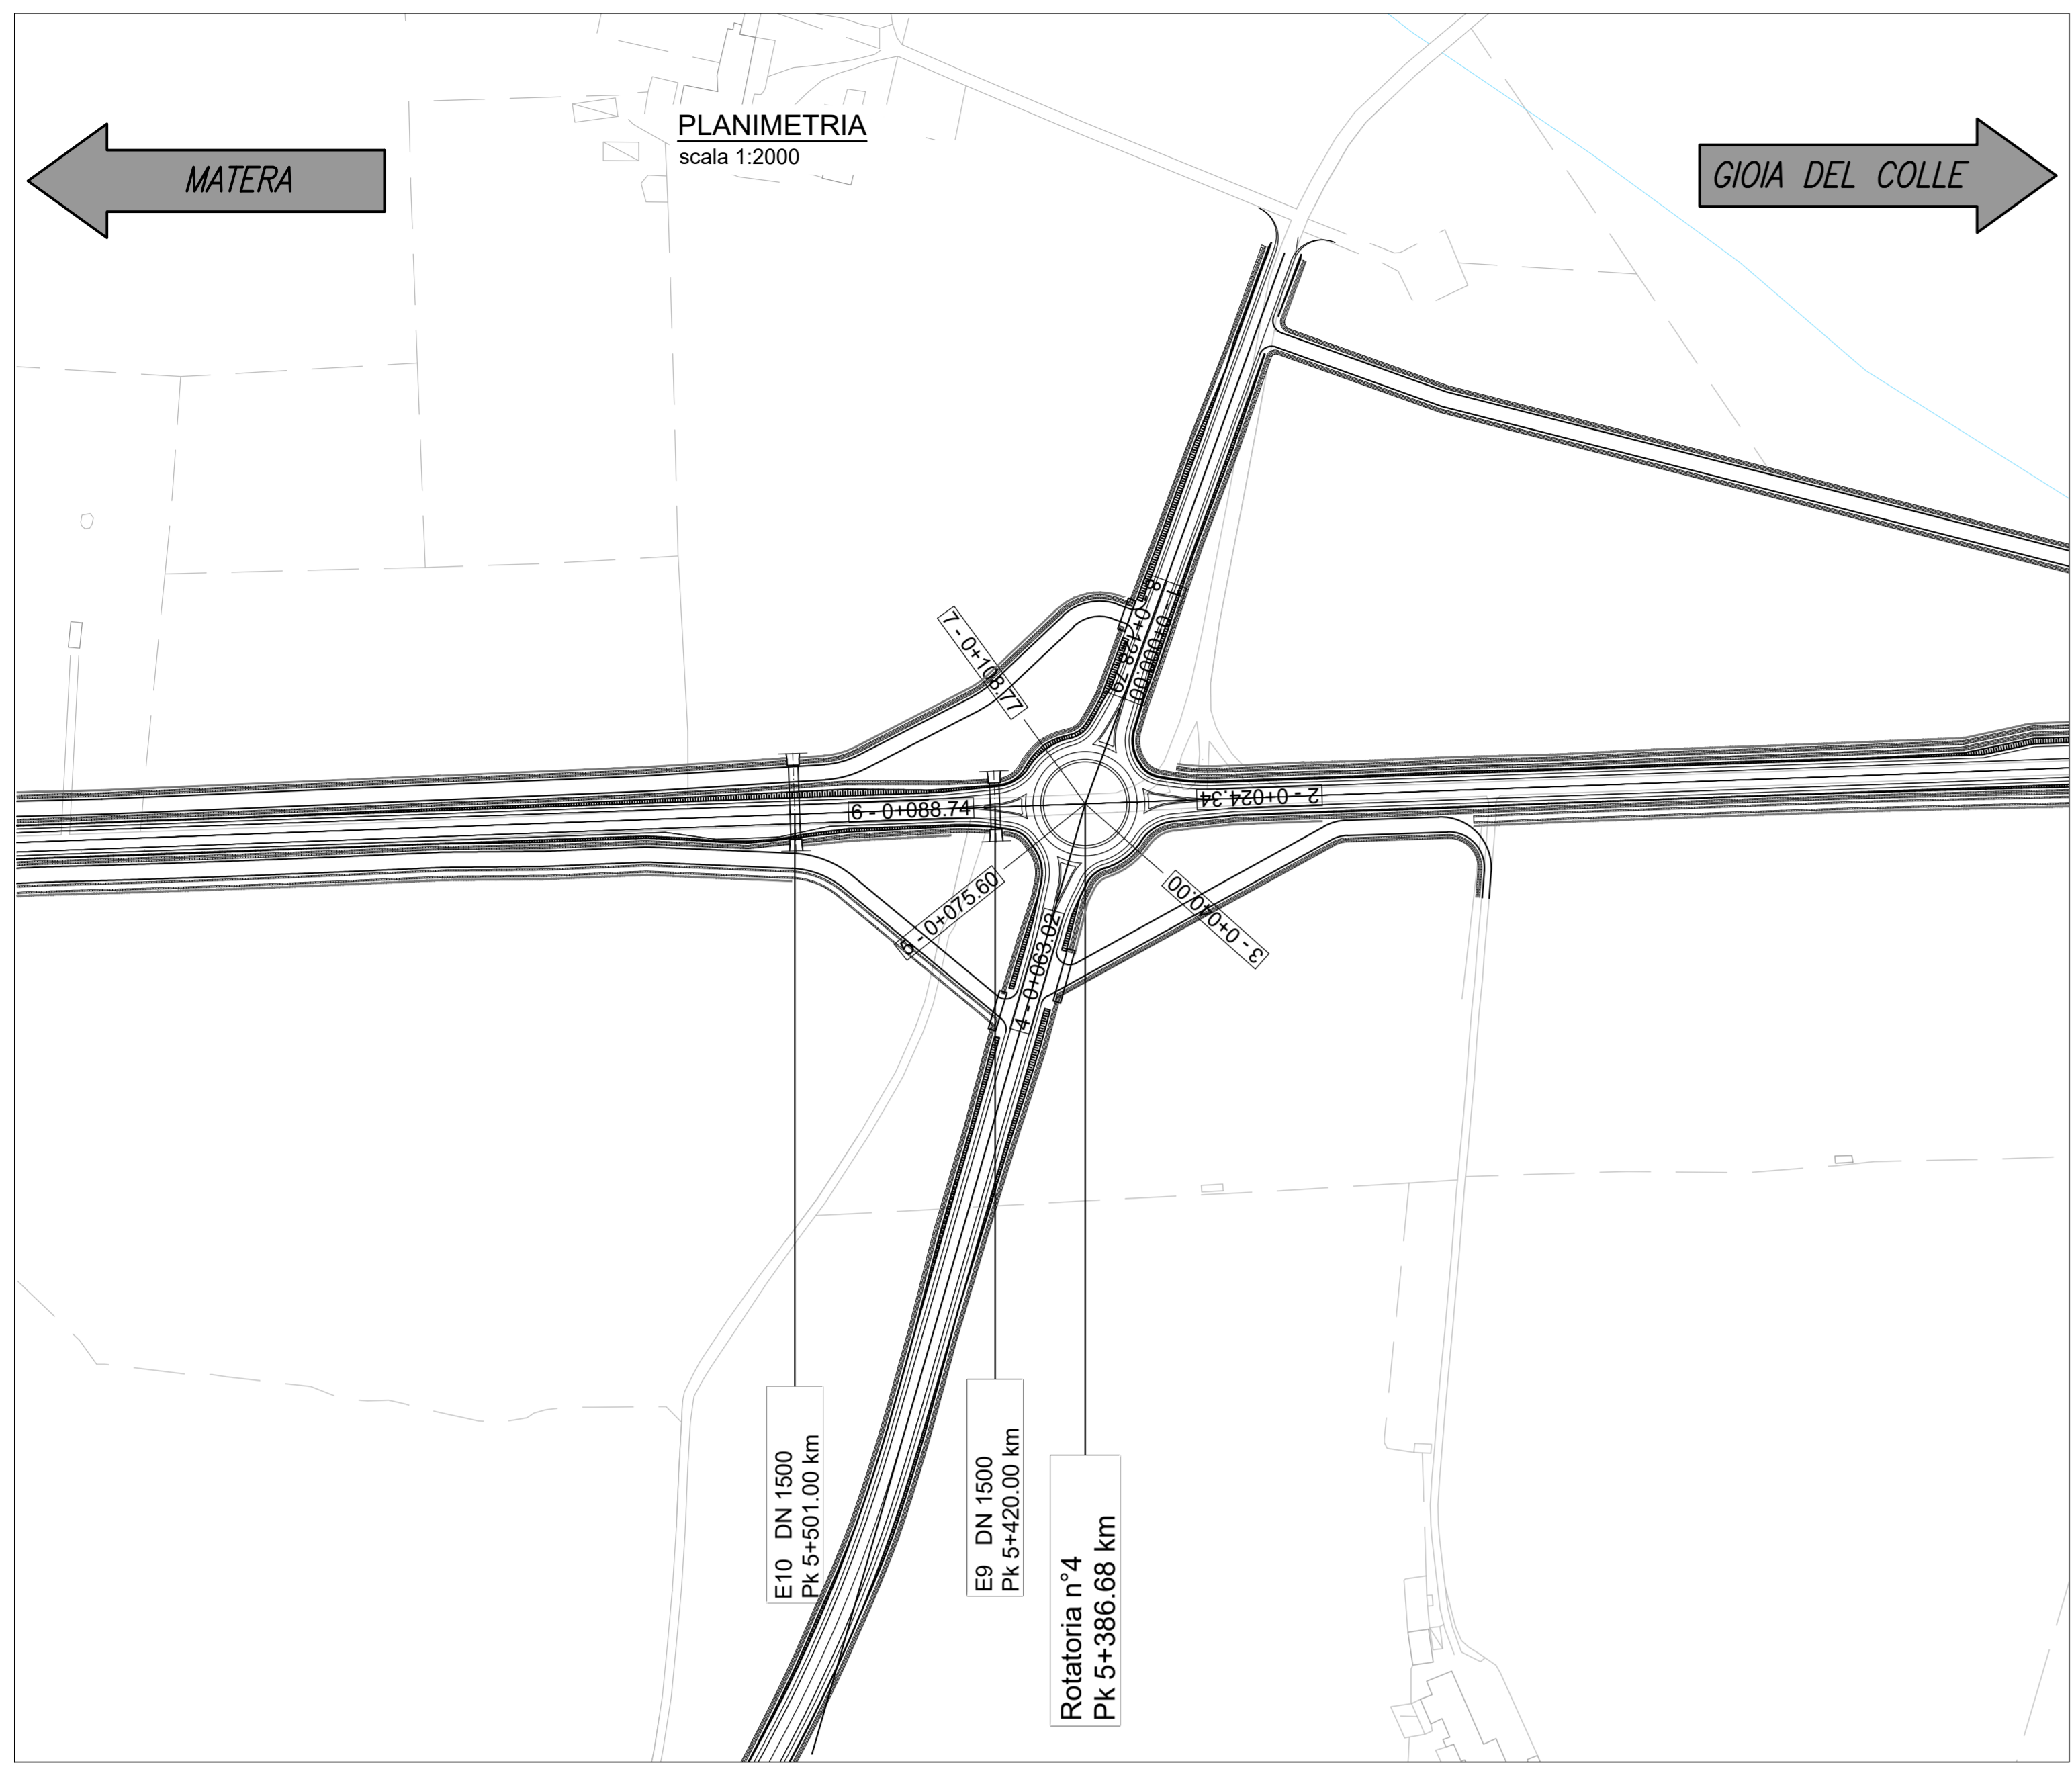 PLANIMETRIA
scala 1:2000
MATERA
GIOIA DEL COLLE
7 - 0+108.77
8 - 0+128.79
1 - 0+000.00
6 - 0+088.74
2 - 0+024.34
5 - 0+075.60
4 - 0+063.02
3 - 0+040.00
E10 DN 1500
Pk 5+501.00 km
E9 DN 1500
Pk 5+420.00 km
Rotatoria n°4
Pk 5+386.68 km